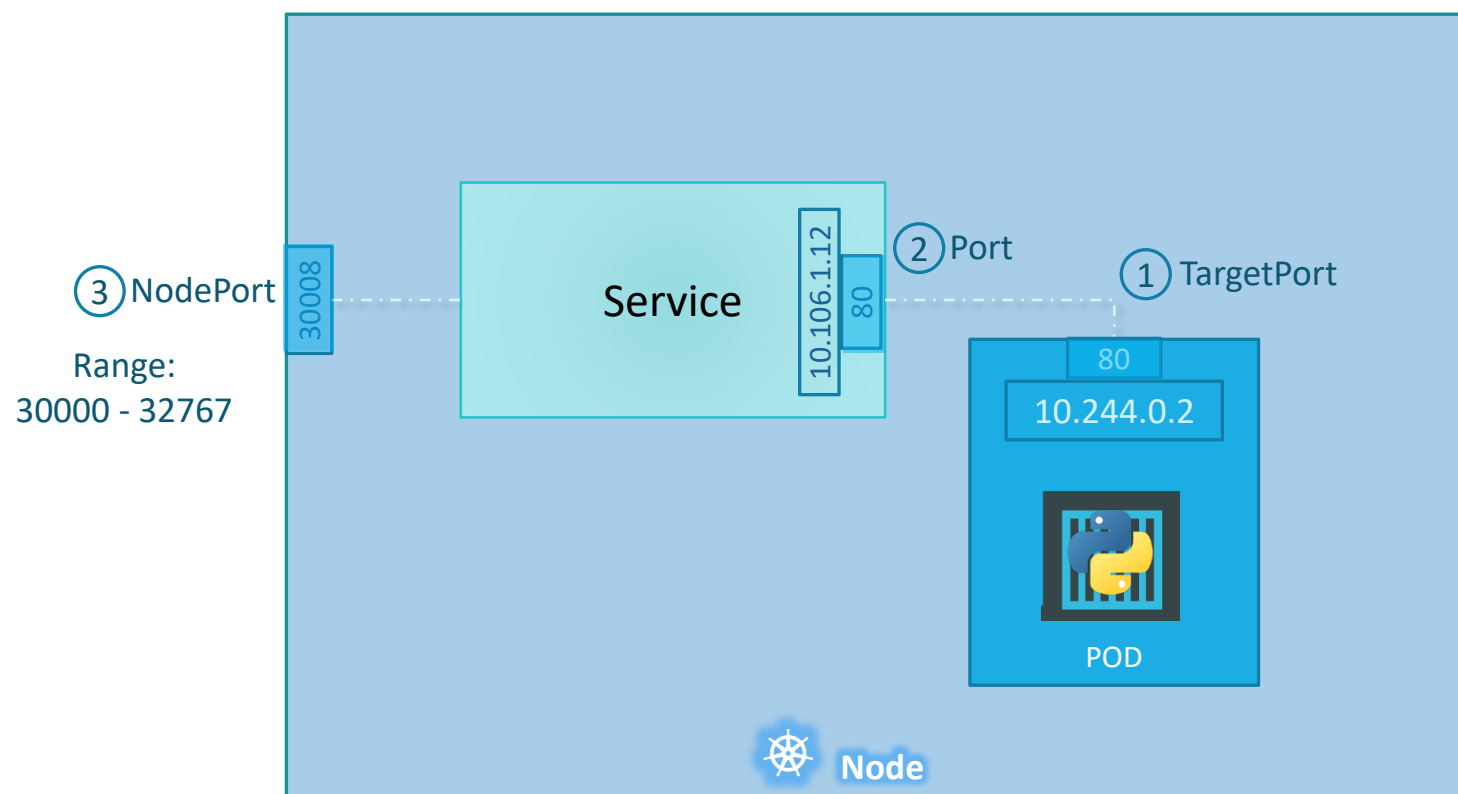 3 NodePort
Range:
30000 - 32767
30008
Service
10.106.1.12
80
2 Port
1 TargetPort
80
10.244.0.2
POD
Node